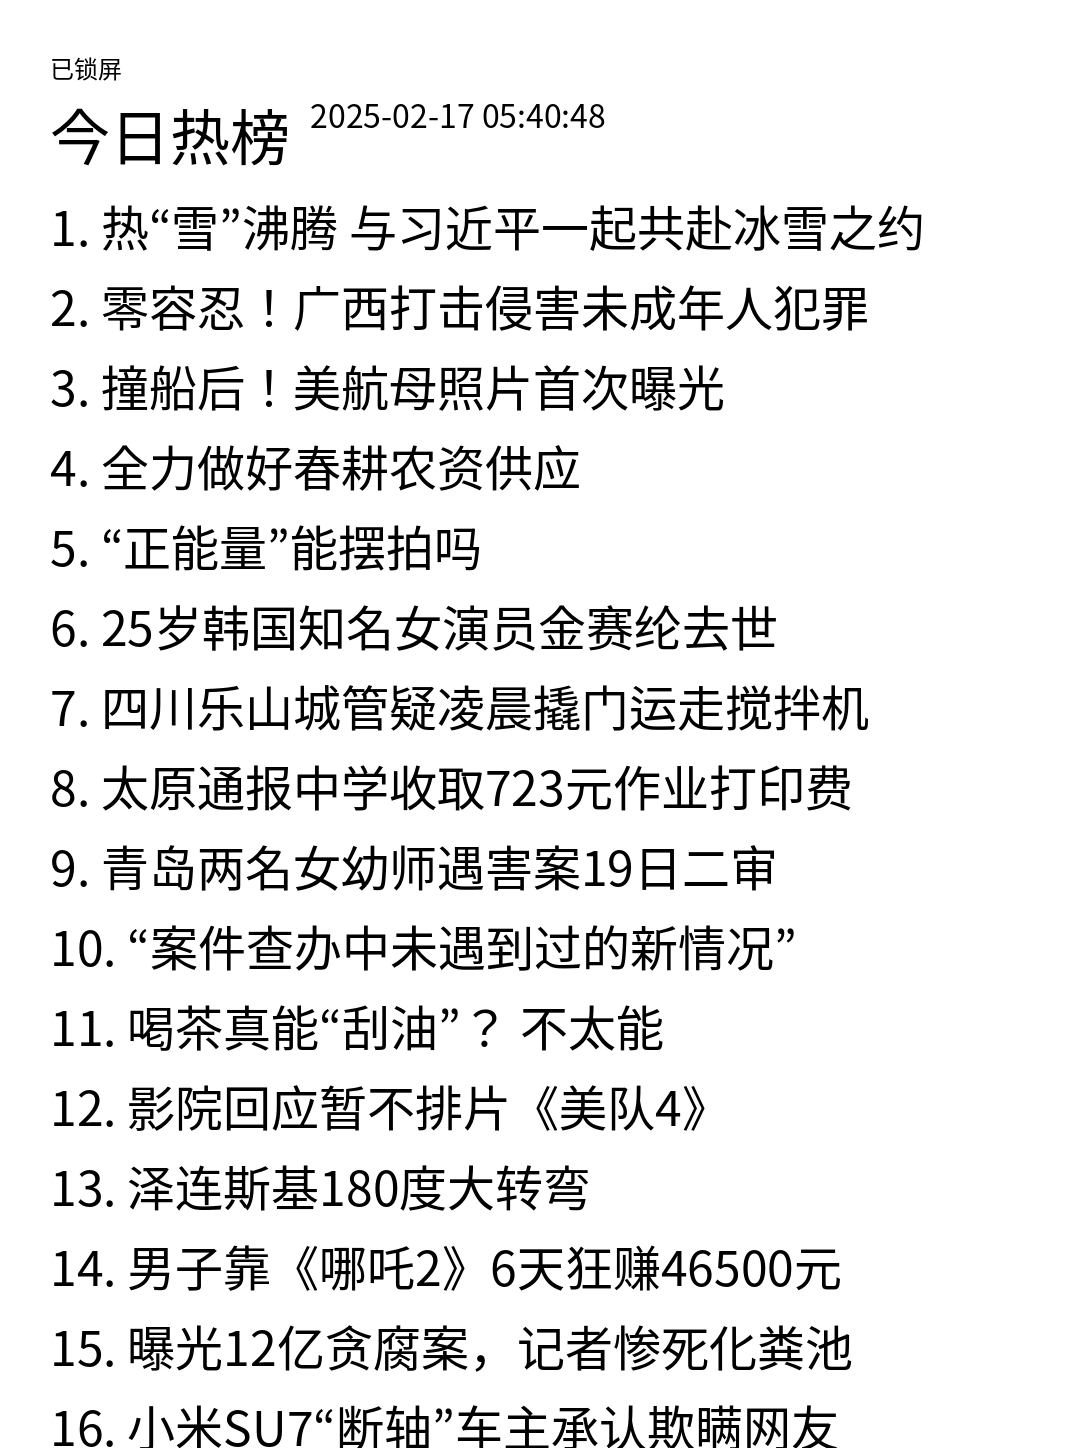 已锁屏
今日热榜 2025-02-17 05:40:48
1. 热“雪”沸腾 与习近平一起共赴冰雪之约
2. 零容忍！广西打击侵害未成年人犯罪
3. 撞船后！美航母照片首次曝光
4. 全力做好春耕农资供应
5. “正能量”能摆拍吗
6. 25岁韩国知名女演员金赛纶去世
7. 四川乐山城管疑凌晨撬门运走搅拌机
8. 太原通报中学收取723元作业打印费
9. 青岛两名女幼师遇害案19日二审
10. “案件查办中未遇到过的新情况”
11. 喝茶真能“刮油”？ 不太能
12. 影院回应暂不排片《美队4》
13. 泽连斯基180度大转弯
14. 男子靠《哪吒2》6天狂赚46500元
15. 曝光12亿贪腐案，记者惨死化粪池
16. 小米SU7“断轴”车主承认欺瞒网友